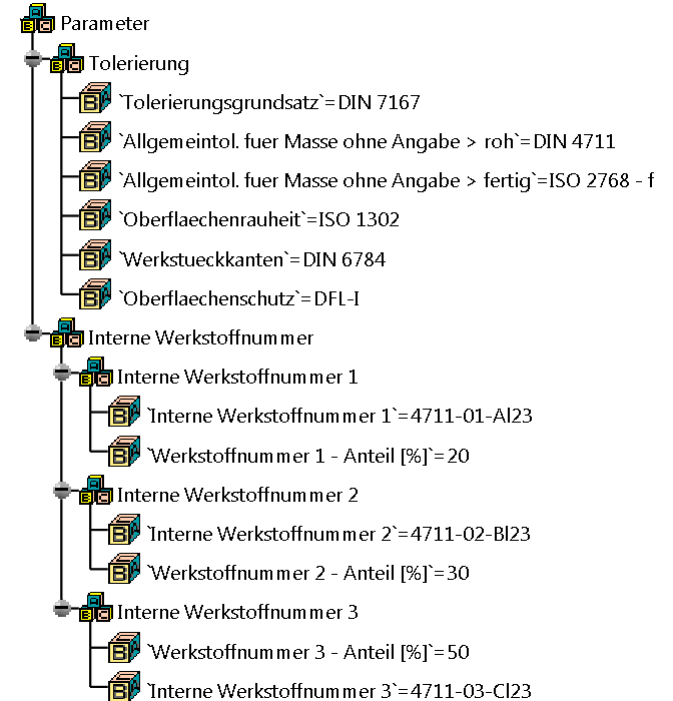 Parameter
Tolerierung
`Tolerierungsgrundsatz`=DIN 7167
`Allgemeintol. fuer Masse ohne Angabe > roh`=DIN 4711
`Allgemeintol. fuer Masse ohne Angabe > fertig`=ISO 2768 - f
`Oberflaechenrauheit`=ISO 1302
`Werkstueckkanten`=DIN 6784
`Oberflaechenschutz`=DFL-I
Interne Werkstoffnummer
Interne Werkstoffnummer 1
`Interne Werkstoffnummer 1`=4711-01-Al23
`Werkstoffnummer 1 - Anteil [%]`=20
Interne Werkstoffnummer 2
`Interne Werkstoffnummer 2`=4711-02-Bl23
`Werkstoffnummer 2 - Anteil [%]`=30
Interne Werkstoffnummer 3
`Werkstoffnummer 3 - Anteil [%]`=50
`Interne Werkstoffnummer 3`=4711-03-Cl23